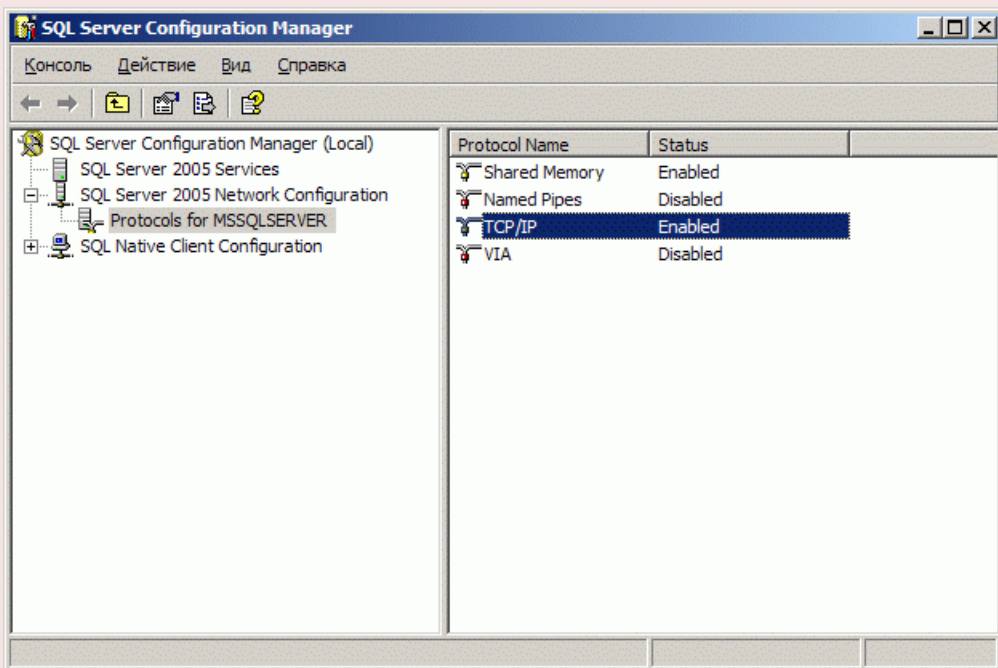 SQL Server Configuration Manager
Консоль Действие Вид Справка
SQL Server Configuration Manager (Local)
SQL Server 2005 Services
SQL Server 2005 Network Configuration
Protocols for MSSQLSERVER
SQL Native Client Configuration
Protocol Name Status
Shared Memory Enabled
Named Pipes Disabled
TCP/IP Enabled
VIA Disabled